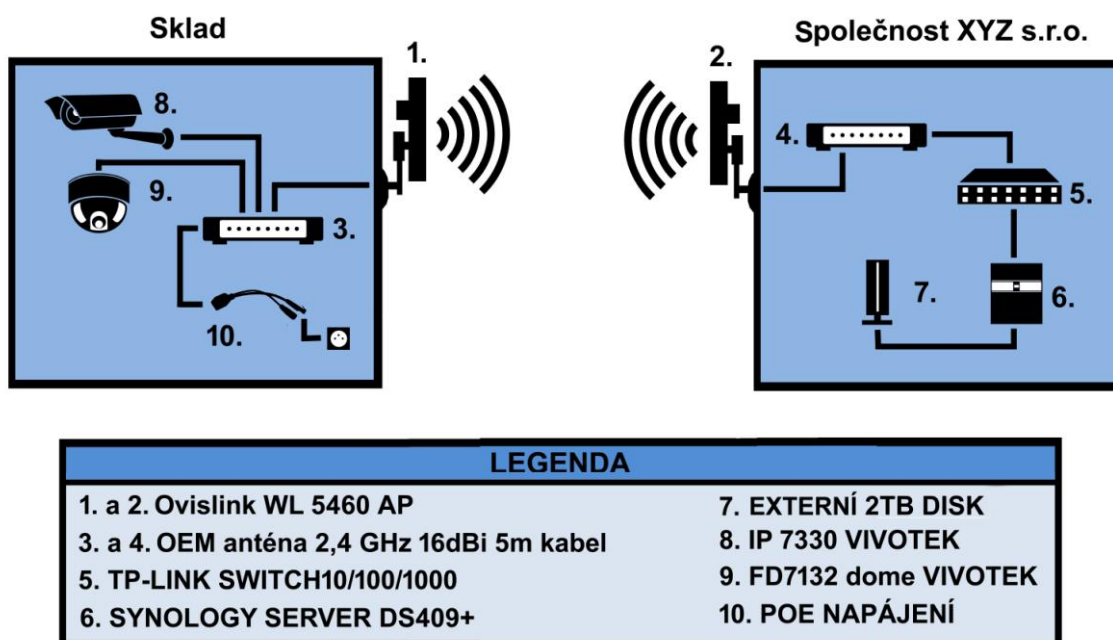 Sklad
Společnost XYZ s.r.o.
1.
2.
8.
4.
9.
5.
3.
7.
6.
10.
LEGENDA
1. a 2. Ovislink WL 5460 AP
3. a 4. OEM anténa 2,4 GHz 16dBi 5m kabel
5. TP-LINK SWITCH10/100/1000
6. SYNOLOGY SERVER DS409+
7. EXTERNÍ 2TB DISK
8. IP 7330 VIVOTEK
9. FD7132 dome VIVOTEK
10. POE NAPÁJENÍ